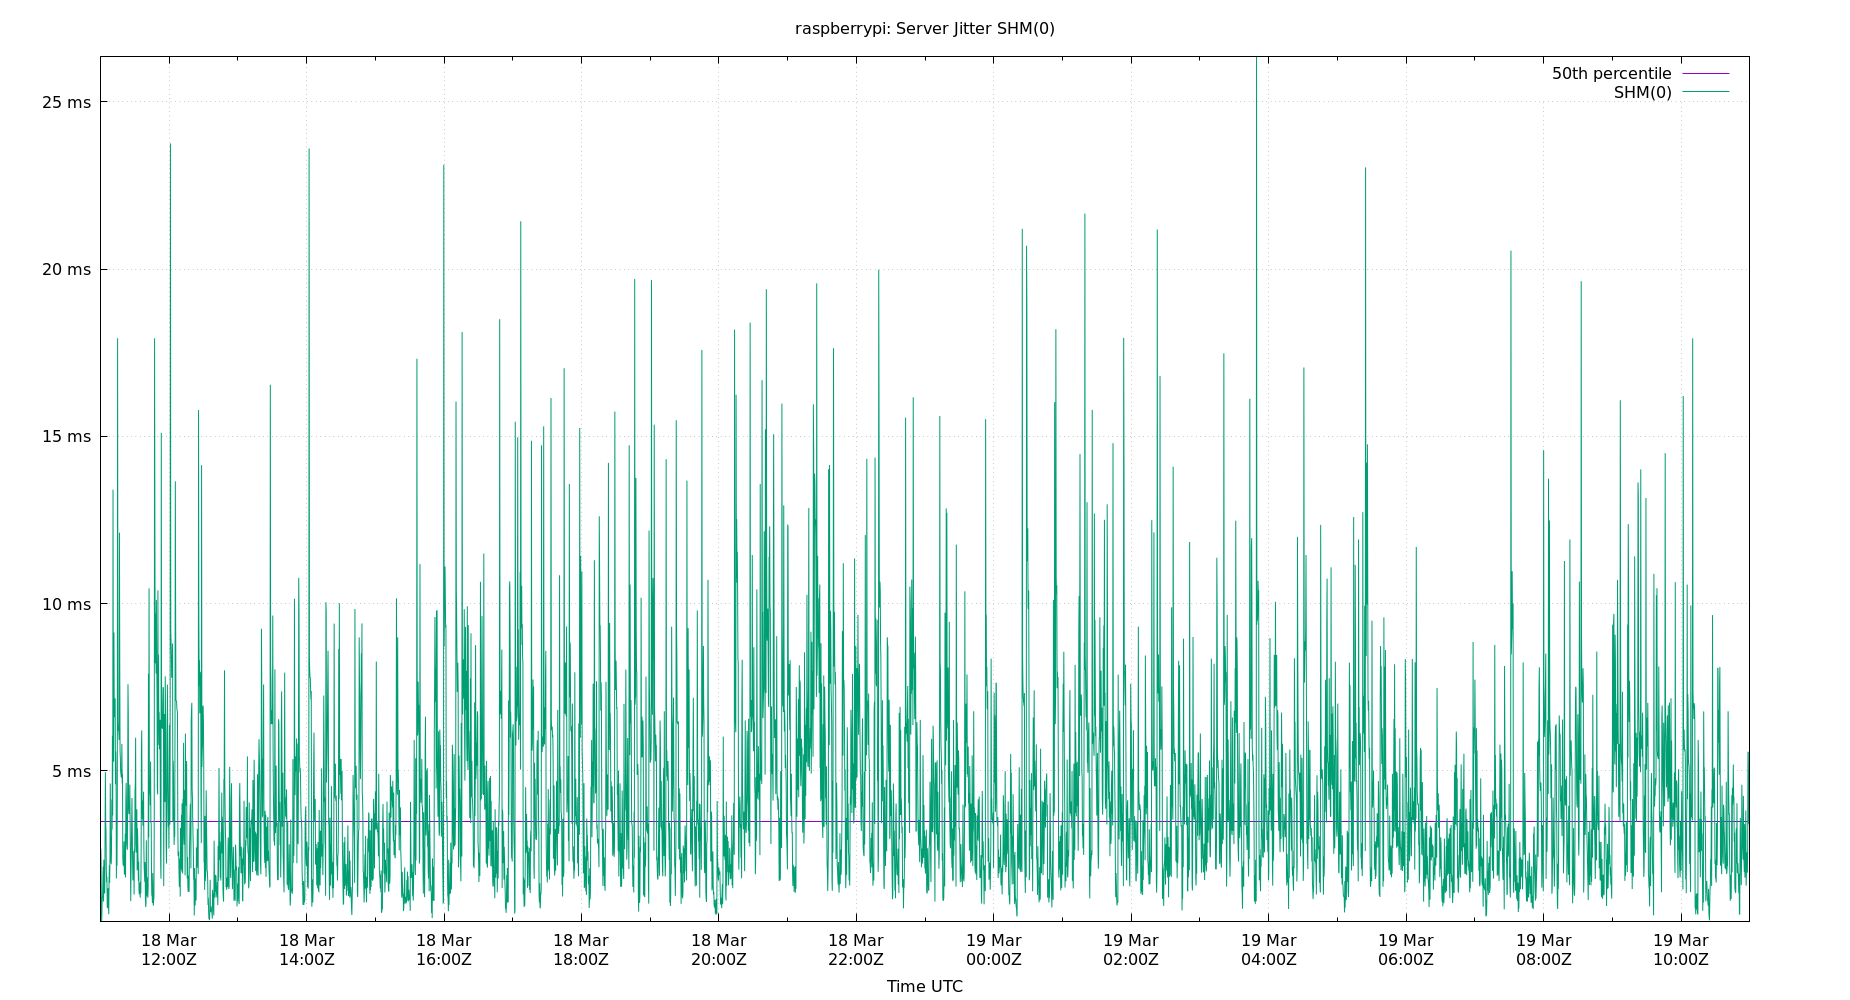 raspberrypi: Server Jitter SHM(0)
50th percentile
SHM(0)
25 ms
20 ms
15 ms
10 ms
5 ms
18 Mar 18 Mar 18 Mar 18 Mar 18 Mar 18 Mar 19 Mar 19 Mar 19 Mar 19 Mar 19 Mar 19 Mar
12:00Z 14:00Z 16:00Z 18:00Z 20:00Z 22:00Z 00:00Z 02:00Z 04:00Z 06:00Z 08:00Z 10:00Z
Time UTC